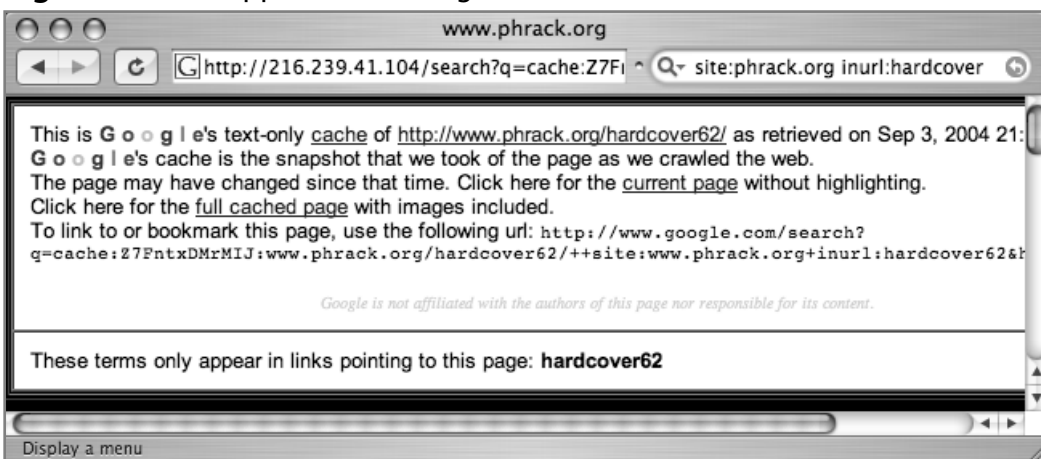 www.phrack.org
G http://216.239.41.104/search?q=cache:Z7F site:phrack.org inurl:hardcover
This is Google's text-only cache of http://www.phrack.org/hardcover62/ as retrieved on Sep 3, 2004 21:
Google's cache is the snapshot that we took of the page as we crawled the web.
The page may have changed since that time. Click here for the current page without highlighting.
Click here for the full cached page with images included.
To link to or bookmark this page, use the following url: http://www.google.com/search?
q=cache:Z7FntxDMrMIJ:www.phrack.org/hardcover62/++site:www.phrack.org+inurl:hardcover62&h
Google is not affiliated with the authors of this page nor responsible for its content.
These terms only appear in links pointing to this page: hardcover62
Display a menu